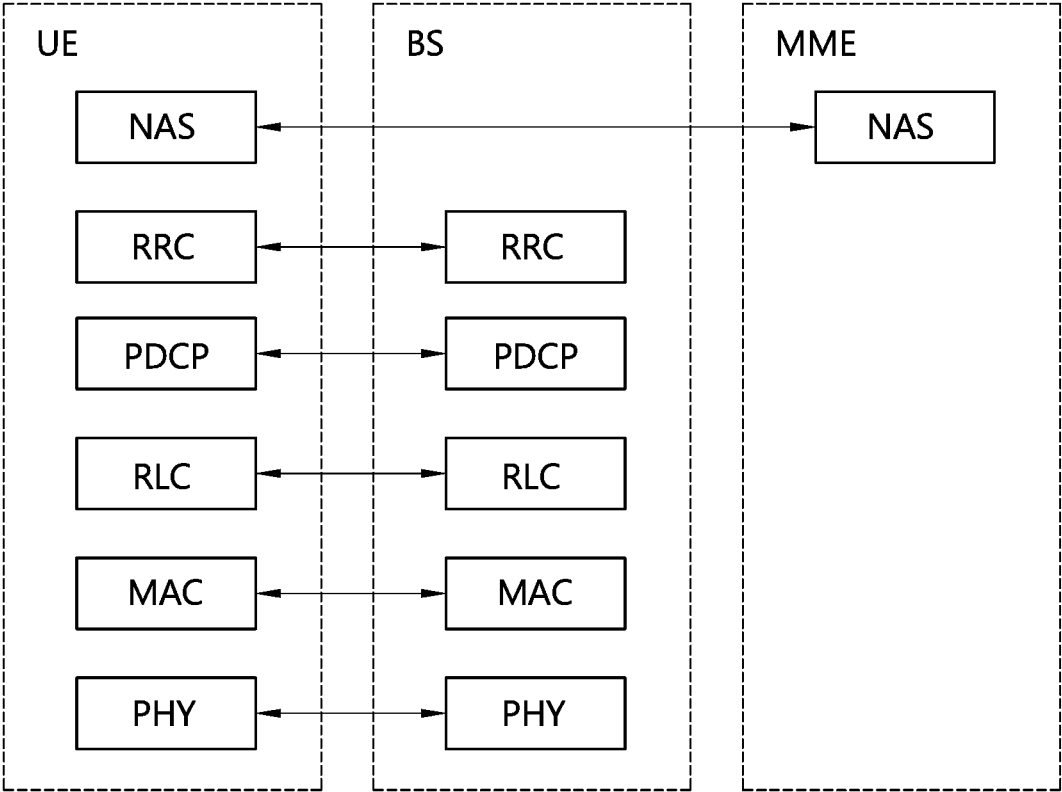 UE
BS
MME
NAS
NAS
RRC
RRC
PDCP
PDCP
RLC
RLC
MAC
MAC
PHY
PHY